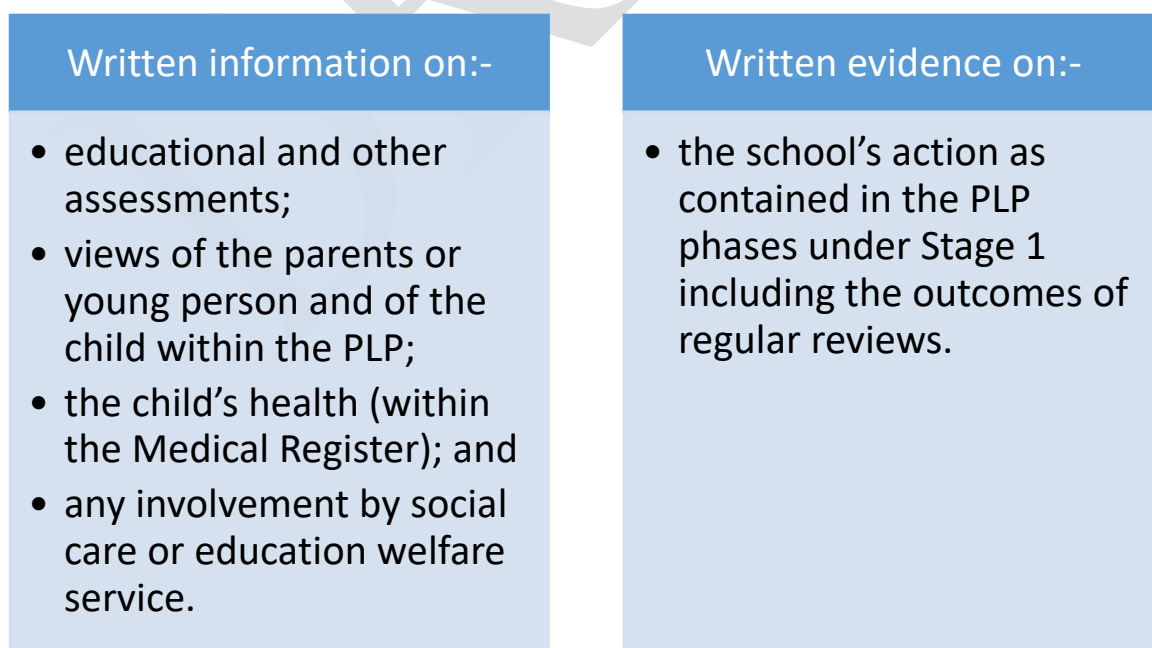 Written information on:-
• educational and other
assessments;
• views of the parents or
young person and of the
child within the PLP;
• the child’s health (within
the Medical Register); and
• any involvement by social
care or education welfare
service.
Written evidence on:-
• the school’s action as
contained in the PLP
phases under Stage 1
including the outcomes of
regular reviews.